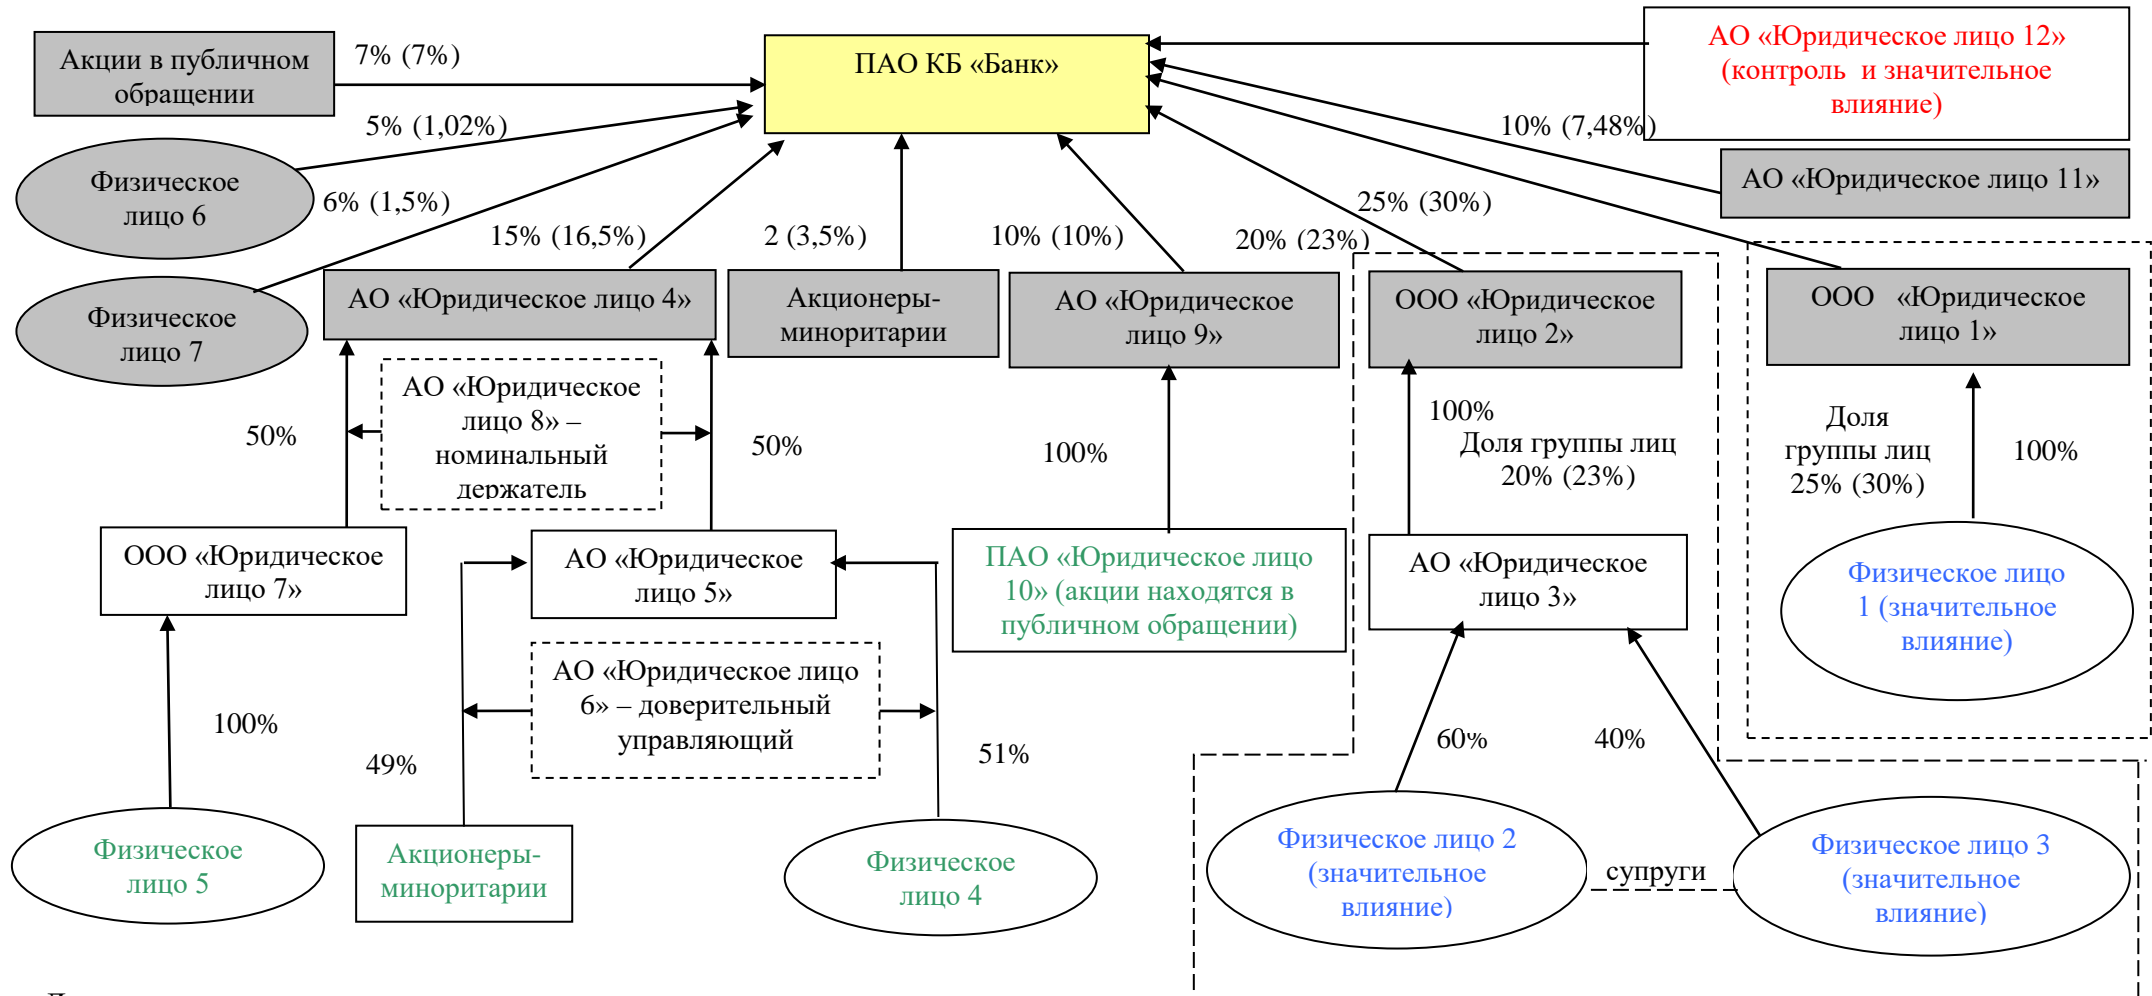 Акции в публичном
обращении
7% (7%)
ПАО КБ «Банк»
АО «Юридическое лицо 12»
(контроль и значительное
влияние)
5% (1,02%)
10% (7,48%)
Физическое
лицо 6
АО «Юридическое лицо 11»
6% (1,5%)
15% (16,5%)
2 (3,5%)
10% (10%)
20% (23%)
25% (30%)
Физическое
лицо 7
АО «Юридическое лицо 4»
Акционеры-
миноритарии
АО «Юридическое
лицо 9»
ООО «Юридическое
лицо 2»
ООО «Юридическое
лицо 1»
АО «Юридическое
лицо 8» –
номинальный
держатель
50%
50%
100%
100%
Доля группы лиц
20% (23%)
Доля
группы лиц
25% (30%)
100%
ООО «Юридическое
лицо 7»
АО «Юридическое
лицо 5»
ПАО «Юридическое лицо
10» (акции находятся в
публичном обращении)
АО «Юридическое
лицо 3»
Физическое лицо
1 (значительное
влияние)
АО «Юридическое лицо
6» – доверительный
управляющий
100%
49%
51%
60%
40%
Физическое
лицо 5
Акционеры-
миноритарии
Физическое
лицо 4
Физическое лицо 2
(значительное
влияние)
супруги
Физическое лицо 3
(значительное
влияние)